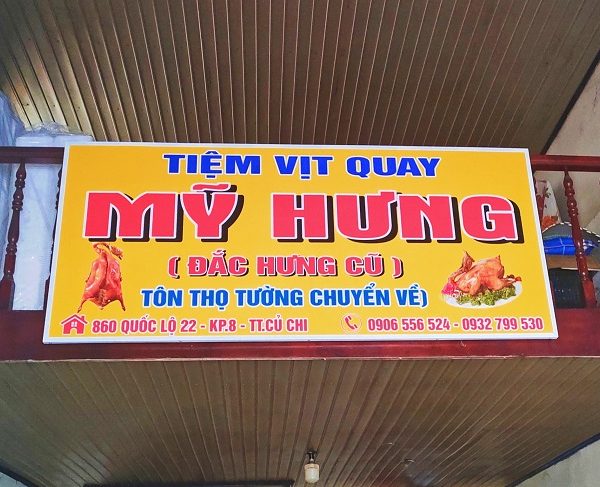 TIỆM VỊT QUAY
MỸ HƯNG
( ĐẮC HƯNG CŨ )
TÔN THỌ TƯỜNG CHUYỂN VỀ)
860 QUỐC LỘ 22 - KP.8 - TT.CỦ CHI
0906 556 524 - 0932 799 530